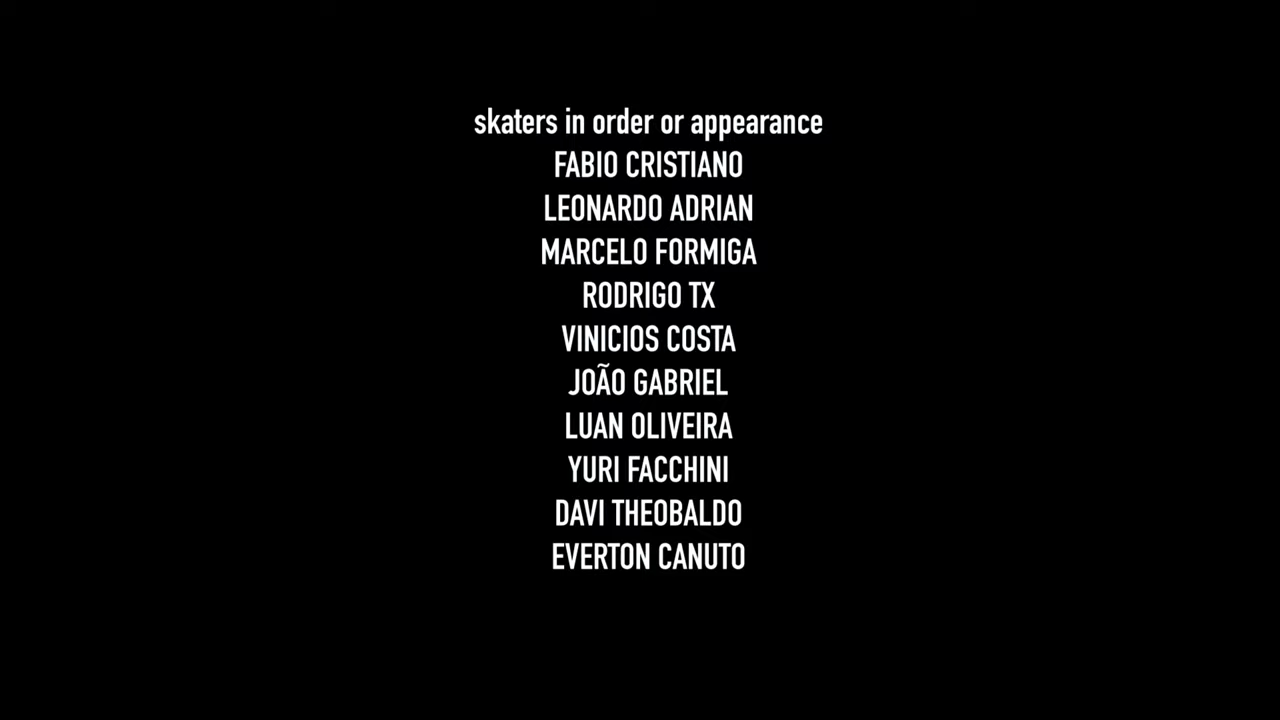 skaters in order or appearance
FABIO CRISTIANO
LEONARDO ADRIAN
MARCELO FORMIGA
RODRIGO TX
VINICIOS COSTA
JOÃO GABRIEL
LUAN OLIVEIRA
YURI FACCHINI
DAVI THEOBALDO
EVERTON CANUTO